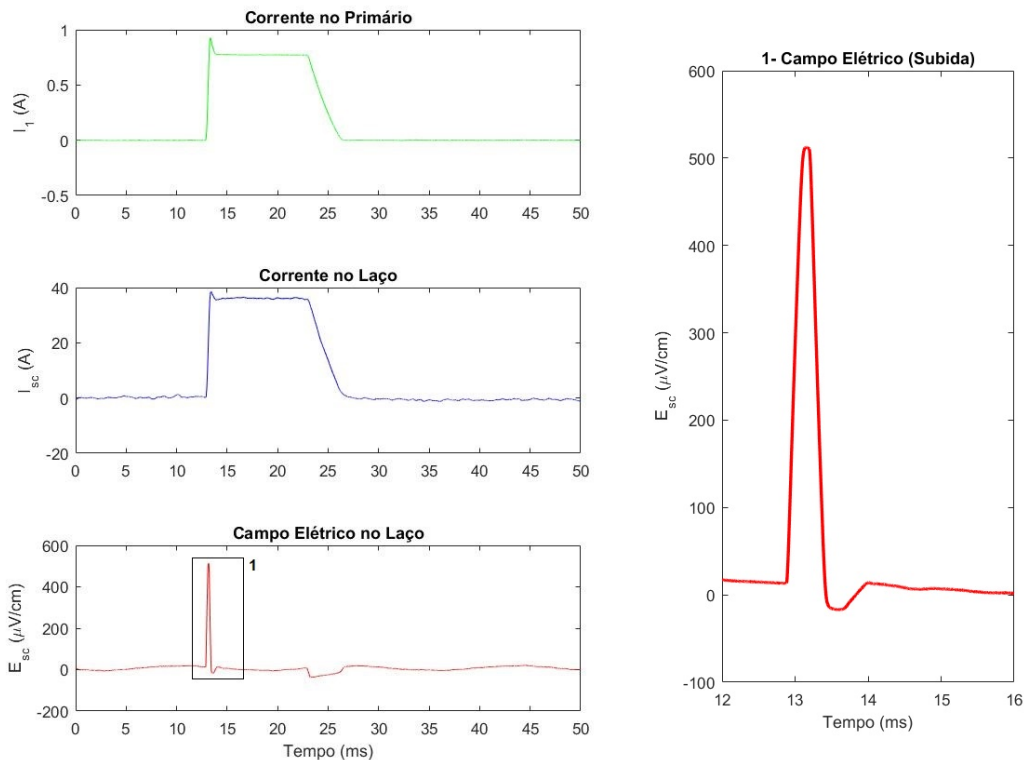 Corrente no Primário
1
0.5
0
-0.5
I_1 (A)
0 5 10 15 20 25 30 35 40 45 50
Corrente no Laço
40
20
0
-20
I_sc (A)
0 5 10 15 20 25 30 35 40 45 50
Campo Elétrico no Laço
600
400
200
0
-200
E_sc (μV/cm)
1
0 5 10 15 20 25 30 35 40 45 50
Tempo (ms)
1- Campo Elétrico (Subida)
600
500
400
300
200
100
0
-100
E_sc (μV/cm)
12 13 14 15 16
Tempo (ms)